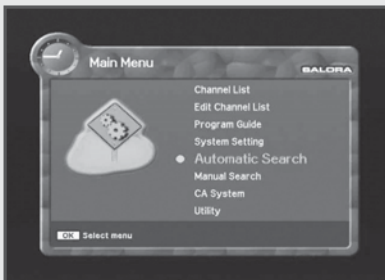 Main Menu
SALORA
Channel List
Edit Channel List
Program Guide
System Setting
Automatic Search
Manual Search
CA System
Utility
OK Select menu